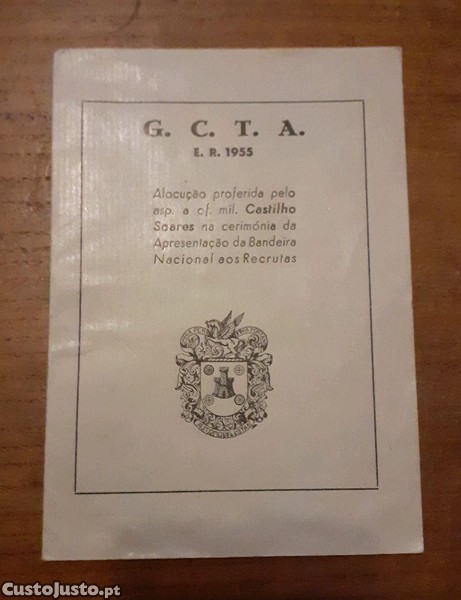 G. C. T. A.
E. R. 1955
Alocução proferida pelo
asp. a of. mil. Castilho
Soares na cerimónia da
Apresentação da Bandeira
Nacional aos Recrutas
CustoJusto.pt